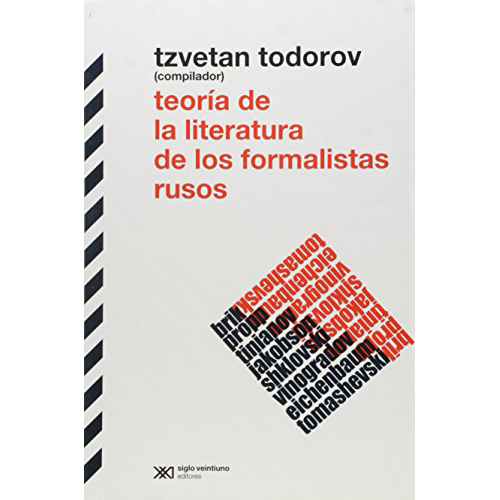 tzvetan todorov
(compilador)
teoría de
la literatura
de los formalistas
rusos
brik
propp
tinianov
jakobson
shklovski
vinogradov
eichenbaum
tomashevski
siglo veintiuno
editores